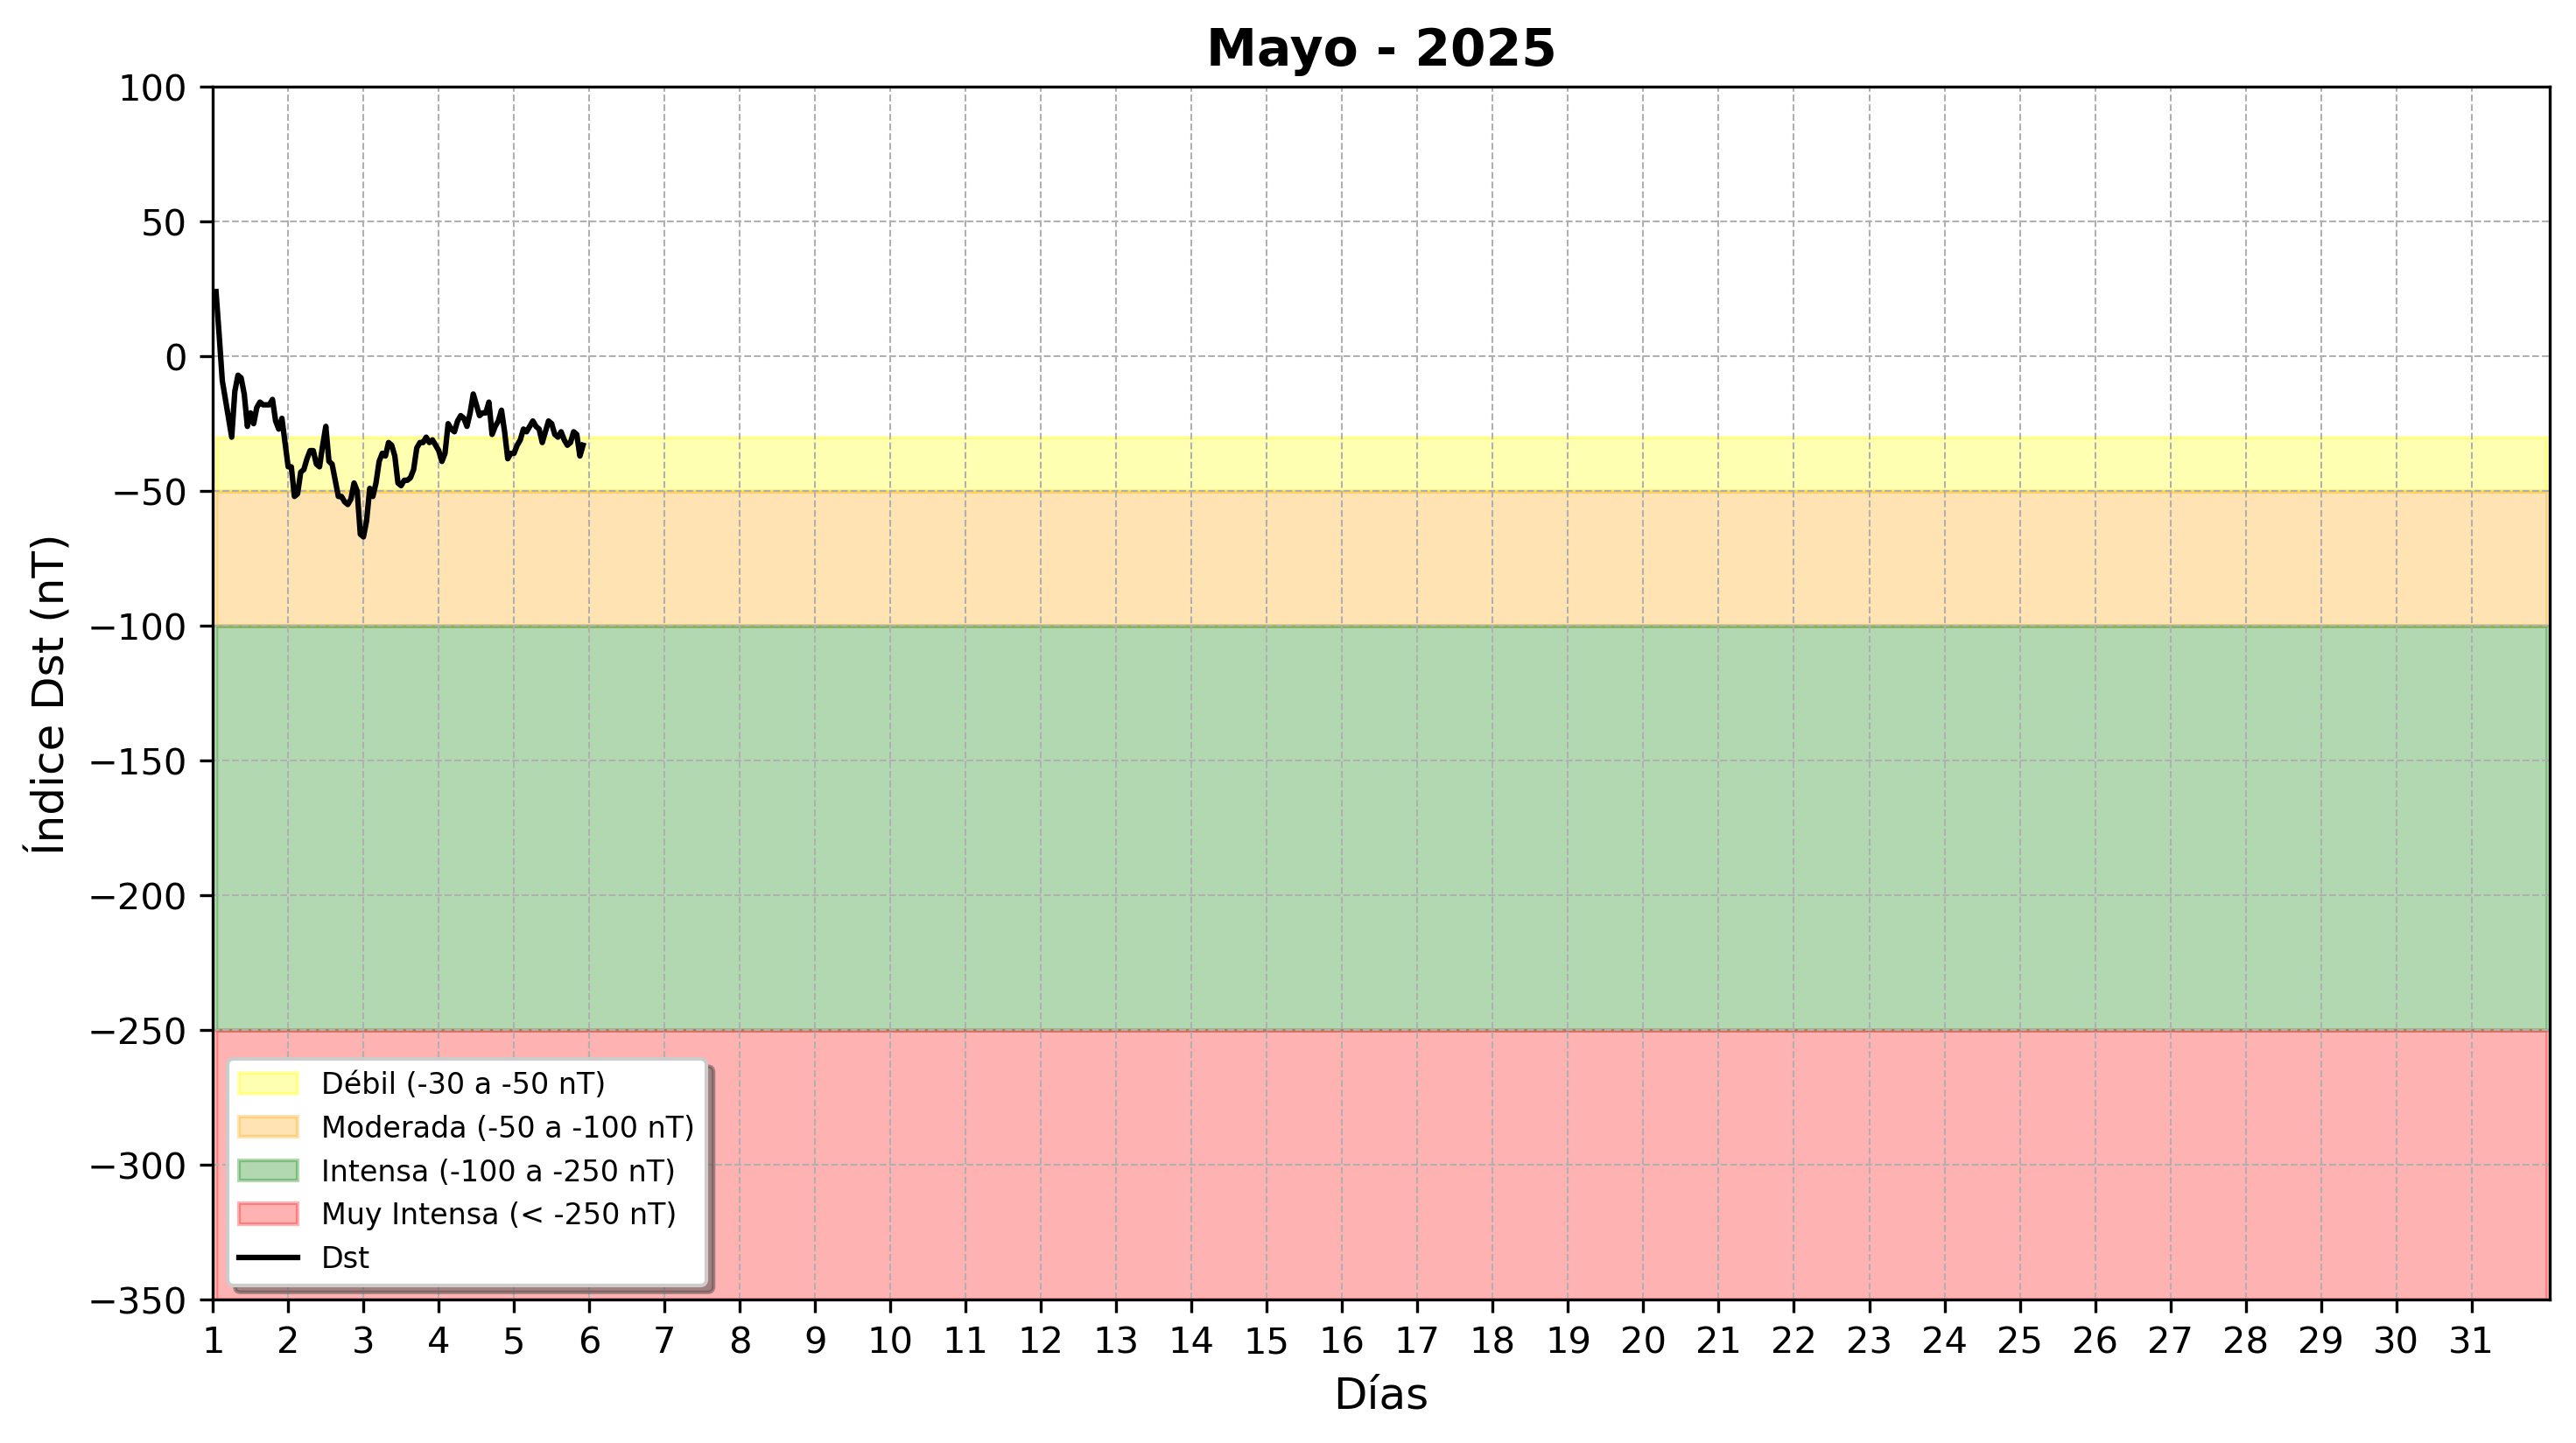 Mayo - 2025
100
50
0
−50
−100
−150
−200
−250
−300
−350
Índice Dst (nT)
Débil (-30 a -50 nT)
Moderada (-50 a -100 nT)
Intensa (-100 a -250 nT)
Muy Intensa (< -250 nT)
Dst
1 2 3 4 5 6 7 8 9 10 11 12 13 14 15 16 17 18 19 20 21 22 23 24 25 26 27 28 29 30 31
Días